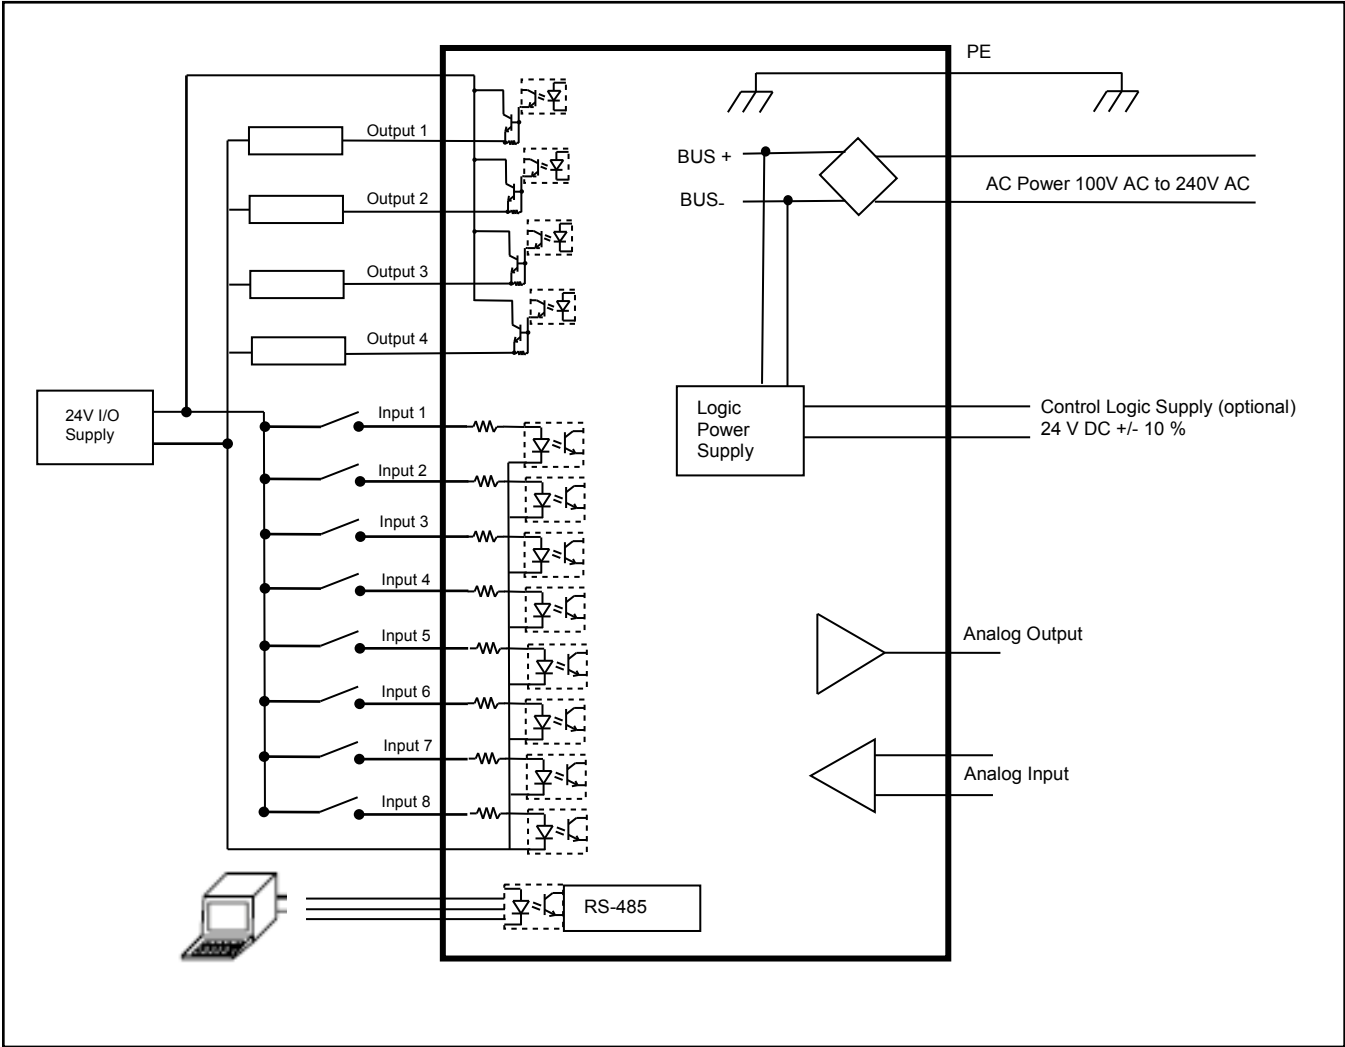 PE
Output 1
BUS +
AC Power 100V AC to 240V AC
Output 2
BUS-
Output 3
Output 4
24V I/O
Supply
Input 1
Logic
Power
Supply
Control Logic Supply (optional)
24 V DC +/- 10 %
Input 2
Input 3
Input 4
Input 5
Analog Output
Input 6
Input 7
Analog Input
Input 8
RS-485